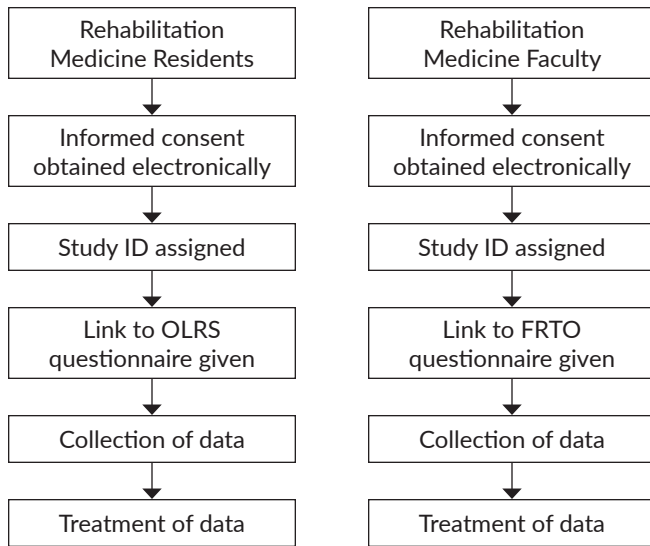 Rehabilitation
Medicine Residents
Informed consent
obtained electronically
Study ID assigned
Link to OLRS
questionnaire given
Collection of data
Treatment of data
Rehabilitation
Medicine Faculty
Informed consent
obtained electronically
Study ID assigned
Link to FRTO
questionnaire given
Collection of data
Treatment of data